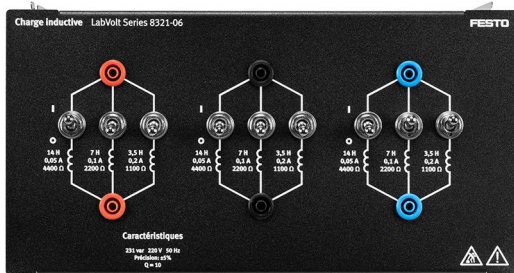 Charge inductive LabVolt Series 8321-06
FESTO
I
O
14 H 7 H 3,5 H
0,05 A 0,1 A 0,2 A
4400 Ω 2200 Ω 1100 Ω
I
O
14 H 7 H 3,5 H
0,05 A 0,1 A 0,2 A
4400 Ω 2200 Ω 1100 Ω
I
O
14 H 7 H 3,5 H
0,05 A 0,1 A 0,2 A
4400 Ω 2200 Ω 1100 Ω
Caractéristiques
231 var 220 V 50 Hz
Précision: ±5%
Q = 10